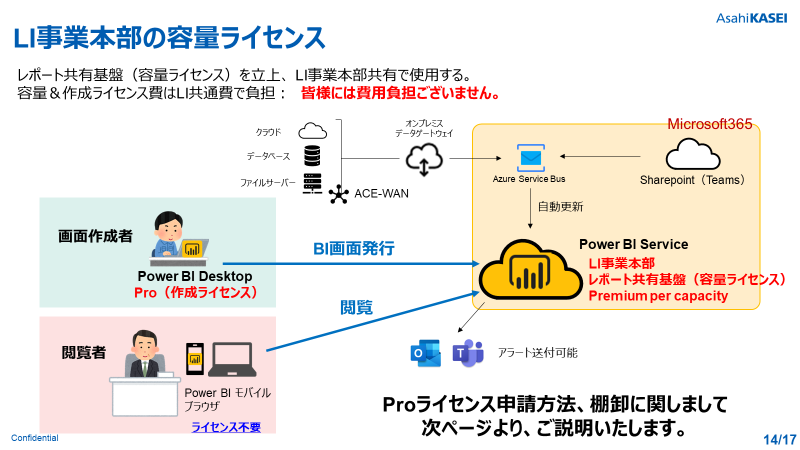 AsahiKASEI
LI事業本部の容量ライセンス
レポート共有基盤（容量ライセンス）を立上、LI事業本部共有で使用する。
容量＆作成ライセンス費はLI共通費で負担： 皆様には費用負担ございません。
クラウド
データベース
ファイルサーバー
ACE-WAN
オンプレミス
データゲートウェイ
Microsoft365
Azure Service Bus
Sharepoint（Teams）
自動更新
画面作成者
Power BI Desktop
Pro（作成ライセンス）
BI画面発行
閲覧
Power BI Service
LI事業本部
レポート共有基盤（容量ライセンス）
Premium per capacity
閲覧者
Power BI モバイル
ブラウザ
ライセンス不要
アラート送付可能
Proライセンス申請方法、棚卸に関しまして
次ページより、ご説明いたします。
Confidential
14/17